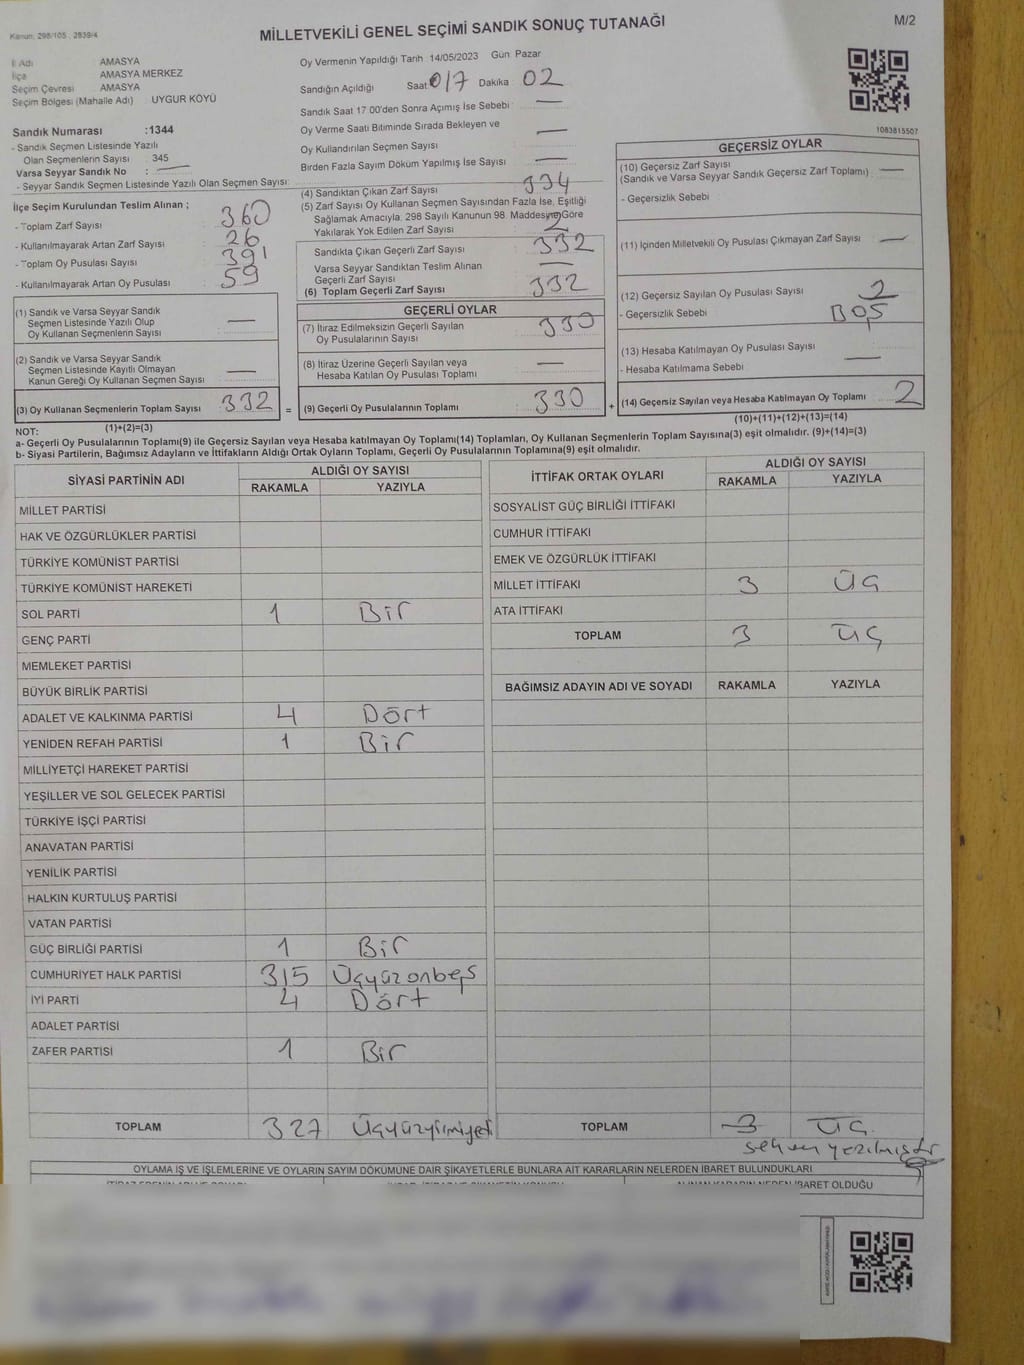 Kanun: 298/105 , 2839/4
MİLLETVEKİLİ GENEL SEÇİMİ SANDIK SONUÇ TUTANAĞI
M/2
İl Adı AMASYA
İlçe AMASYA MERKEZ
Seçim Çevresi AMASYA
Seçim Bölgesi (Mahalle Adı) : UYGUR KÖYÜ
Sandık Numarası :1344
- Sandık Seçmen Listesinde Yazılı
Olan Seçmenlerin Sayısı : 345
Varsa Seyyar Sandık No : —
- Seyyar Sandık Seçmen Listesinde Yazılı Olan Seçmen Sayısı:
İlçe Seçim Kurulundan Teslim Alınan ;
- Toplam Zarf Sayısı : 360
- Kullanılmayarak Artan Zarf Sayısı : 26
- Toplam Oy Pusulası Sayısı : 391
- Kullanılmayarak Artan Oy Pusulası : 59
(1) Sandık ve Varsa Seyyar Sandık
Seçmen Listesinde Yazılı Olup
Oy Kullanan Seçmenlerin Sayısı —
(2) Sandık ve Varsa Seyyar Sandık
Seçmen Listesinde Kayıtlı Olmayan
Kanun Gereği Oy Kullanan Seçmen Sayısı : —
(3) Oy Kullanan Seçmenlerin Toplam Sayısı : 332 =
Oy Vermenin Yapıldığı Tarih 14/05/2023 Gün Pazar
Sandığın Açıldığı Saat 017 Dakika 02
Sandık Saat 17 00'den Sonra Açımış İse Sebebi : —
Oy Verme Saati Bitiminde Sırada Bekleyen ve
Oy Kullandırılan Seçmen Sayısı —
Birden Fazla Sayım Döküm Yapılmış İse Sayısı : —
(4) Sandıktan Çıkan Zarf Sayısı 334
(5) Zarf Sayısı Oy Kullanan Seçmen Sayısından Fazla İse, Eşitliği
Sağlamak Amacıyla. 298 Sayılı Kanunun 98. Maddesine Göre
Yakılarak Yok Edilen Zarf Sayısı : 2
Sandıkta Çıkan Geçerli Zarf Sayısı : 332
Varsa Seyyar Sandıktan Teslim Alınan
Geçerli Zarf Sayısı —
(6) Toplam Geçerli Zarf Sayısı : 332
GEÇERLİ OYLAR
(7) İtiraz Edilmeksizin Geçerli Sayılan
Oy Pusulalarının Sayısı : 330
(8) İtiraz Üzerine Geçerli Sayılan veya
Hesaba Katılan Oy Pusulası Toplamı : —
(9) Geçerli Oy Pusulalarının Toplamı : 330 +
1083815507
GEÇERSİZ OYLAR
(10) Geçersiz Zarf Sayısı
(Sandık ve Varsa Seyyar Sandık Geçersiz Zarf Toplamı) : —
- Geçersizlik Sebebi :
(11) İçinden Milletvekili Oy Pusulası Çıkmayan Zarf Sayısı : —
(12) Geçersiz Sayılan Oy Pusulası Sayısı : 2
- Geçersizlik Sebebi : BOŞ
(13) Hesaba Katılmayan Oy Pusulası Sayısı : —
- Hesaba Katılmama Sebebi :
(14) Geçersiz Sayılan veya Hesaba Katılmayan Oy Toplamı : 2
NOT: (1)+(2)=(3) (10)+(11)+(12)+(13)=(14)
a- Geçerli Oy Pusulalarının Toplamı(9) ile Geçersiz Sayılan veya Hesaba katılmayan Oy Toplamı(14) Toplamları, Oy Kullanan Seçmenlerin Toplam Sayısına(3) eşit olmalıdır. (9)+(14)=(3)
b- Siyasi Partilerin, Bağımsız Adayların ve İttifakların Aldığı Ortak Oyların Toplamı, Geçerli Oy Pusulalarının Toplamına(9) eşit olmalıdır.
SİYASİ PARTİNİN ADI ALDIĞI OY SAYISI
RAKAMLA YAZIYLA
MİLLET PARTİSİ
HAK VE ÖZGÜRLÜKLER PARTİSİ
TÜRKİYE KOMÜNİST PARTİSİ
TÜRKİYE KOMÜNİST HAREKETİ
SOL PARTİ 1 Bir
GENÇ PARTİ
MEMLEKET PARTİSİ
BÜYÜK BİRLİK PARTİSİ
ADALET VE KALKINMA PARTİSİ 4 Dört
YENİDEN REFAH PARTİSİ 1 Bir
MİLLİYETÇİ HAREKET PARTİSİ
YEŞİLLER VE SOL GELECEK PARTİSİ
TÜRKİYE İŞÇİ PARTİSİ
ANAVATAN PARTİSİ
YENİLİK PARTİSİ
HALKIN KURTULUŞ PARTİSİ
VATAN PARTİSİ
GÜÇ BİRLİĞİ PARTİSİ 1 Bir
CUMHURİYET HALK PARTİSİ 315 Üçyüzonbeş
İYİ PARTİ 4 Dört
ADALET PARTİSİ
ZAFER PARTİSİ 1 Bir
TOPLAM 327 Üçyüzyirmiyedi
İTTİFAK ORTAK OYLARI ALDIĞI OY SAYISI
RAKAMLA YAZIYLA
SOSYALİST GÜÇ BİRLİĞİ İTTİFAKI
CUMHUR İTTİFAKI
EMEK VE ÖZGÜRLÜK İTTİFAKI
MİLLET İTTİFAKI 3 Üç
ATA İTTİFAKI
TOPLAM 3 Üç
BAĞIMSIZ ADAYIN ADI VE SOYADI RAKAMLA YAZIYLA
TOPLAM 3 Üç.
sehven yazılmıştır
OYLAMA İŞ VE İŞLEMLERİNE VE OYLARIN SAYIM DÖKÜMÜNE DAİR ŞİKAYETLERLE BUNLARA AİT KARARLARIN NELERDEN İBARET BULUNDUKLARI
ALINAN KARARIN NEDEN İBARET OLDUĞU